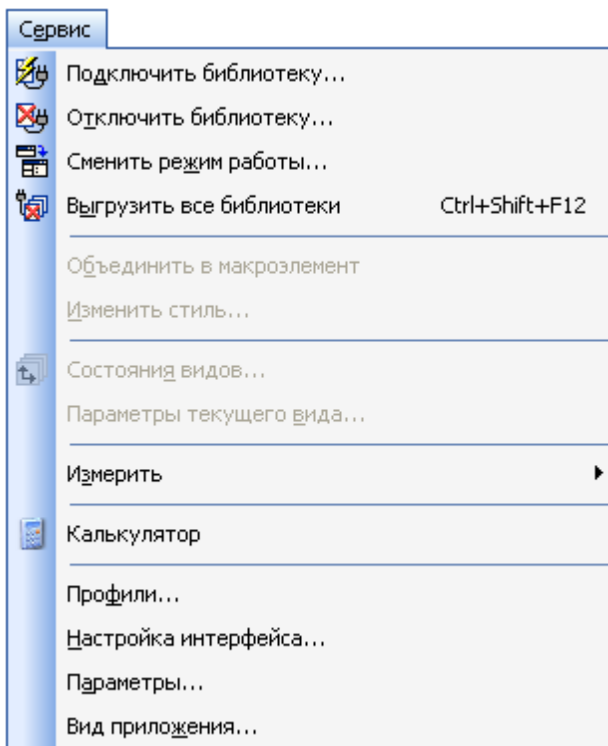 Сервис
Подключить библиотеку...
Отключить библиотеку...
Сменить режим работы...
Выгрузить все библиотеки Ctrl+Shift+F12
Объединить в макроэлемент
Изменить стиль...
Состояния видов...
Параметры текущего вида...
Измерить
Калькулятор
Профили...
Настройка интерфейса...
Параметры...
Вид приложения...